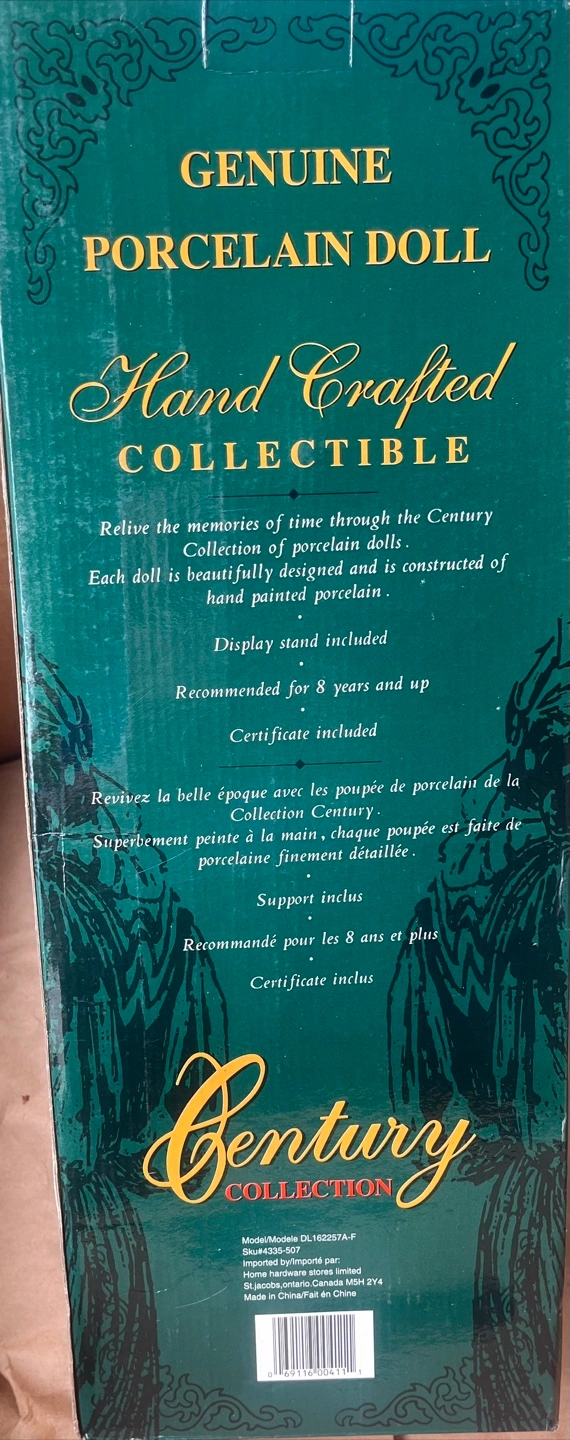 GENUINE
PORCELAIN DOLL
Hand Crafted
COLLECTIBLE
Relive the memories of time through the Century
Collection of porcelain dolls.
Each doll is beautifully designed and is constructed of
hand painted porcelain.
•
Display stand included
•
Recommended for 8 years and up
•
Certificate included
Revivez la belle époque avec les poupée de porcelain de la
Collection Century.
Superbement peinte à la main, chaque poupée est faite de
porcelaine finement détaillée.
•
Support inclus
•
Recommandé pour les 8 ans et plus
•
Certificate inclus
Century
COLLECTION
Model/Modele DL162257A-F
Sku#4335-507
Imported by/Importé par:
Home hardware stores limited
St.jacobs,ontario.Canada M5H 2Y4
Made in China/Fait én Chine
0 69116 00411 1